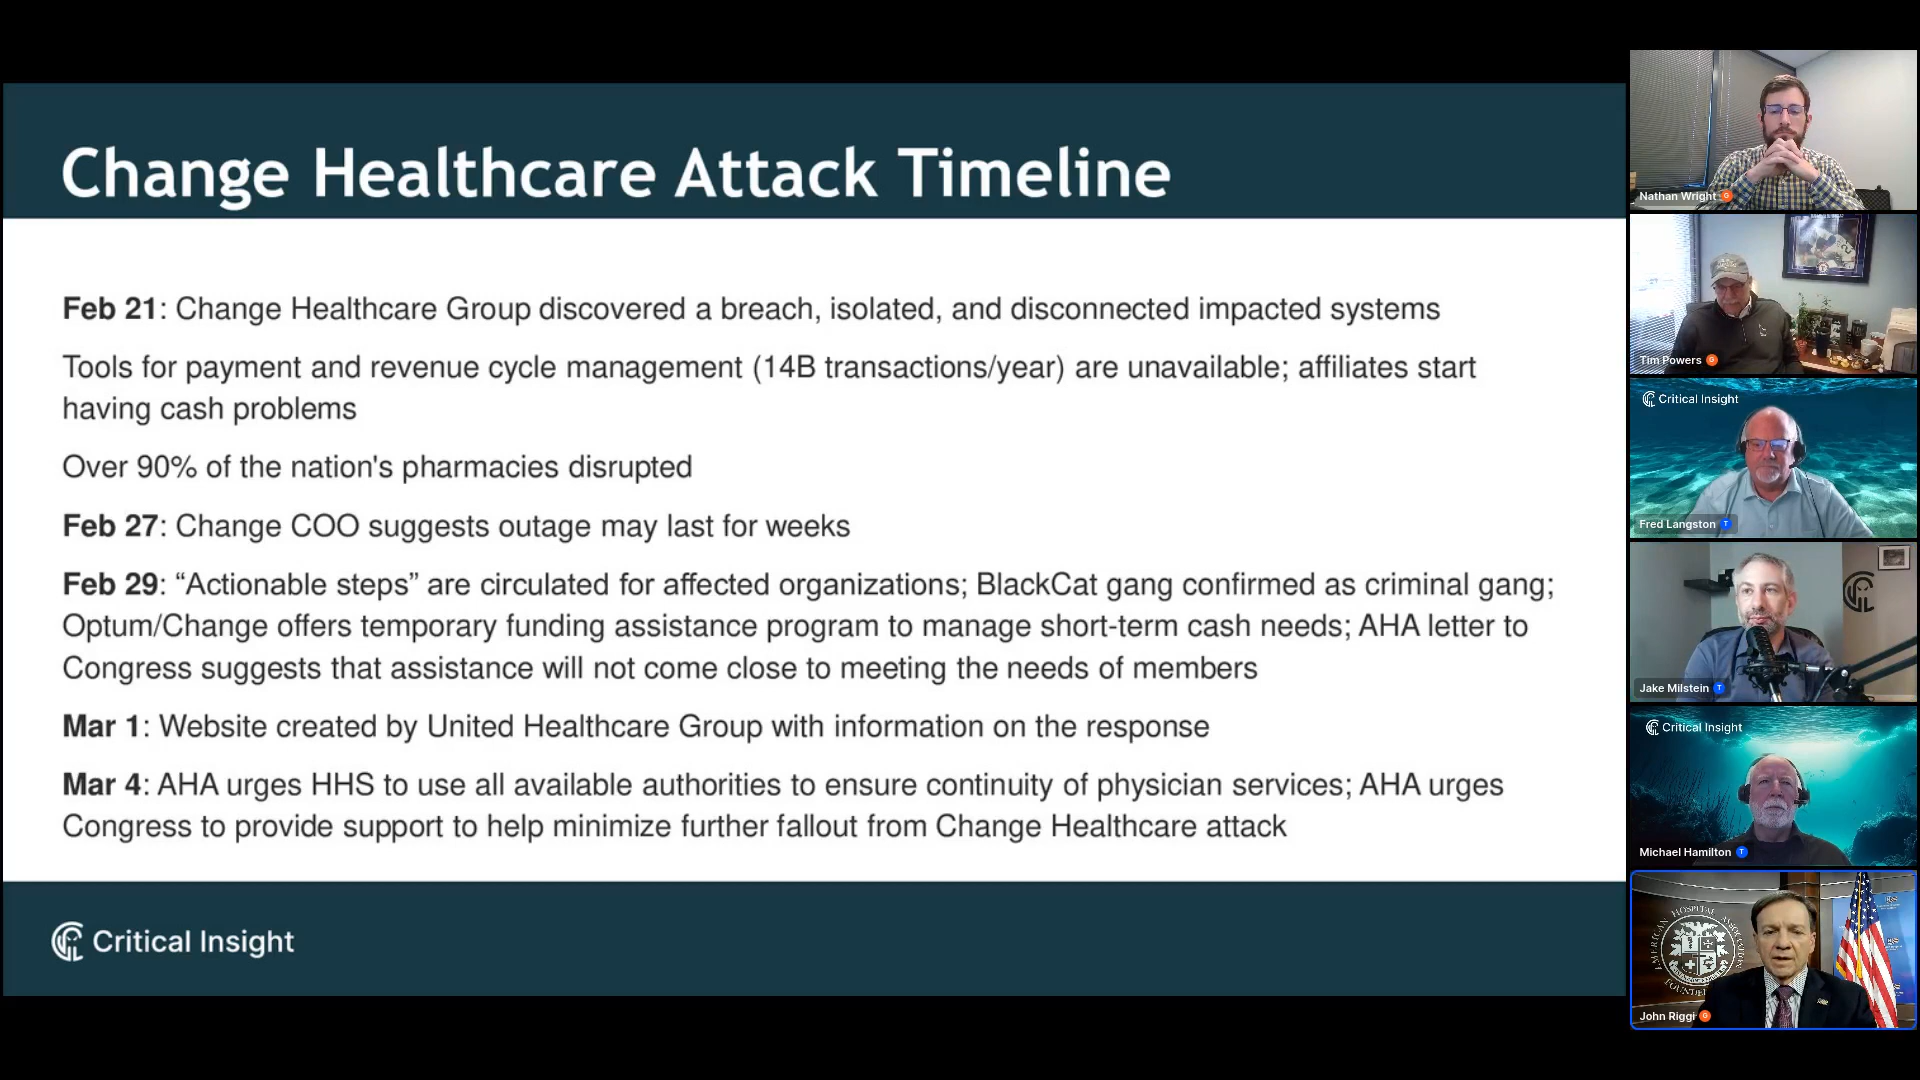 Change Healthcare Attack Timeline
Feb 21: Change Healthcare Group discovered a breach, isolated, and disconnected impacted systems
Tools for payment and revenue cycle management (14B transactions/year) are unavailable; affiliates start
having cash problems
Over 90% of the nation's pharmacies disrupted
Feb 27: Change COO suggests outage may last for weeks
Feb 29: “Actionable steps” are circulated for affected organizations; BlackCat gang confirmed as criminal gang;
Optum/Change offers temporary funding assistance program to manage short-term cash needs; AHA letter to
Congress suggests that assistance will not come close to meeting the needs of members
Mar 1: Website created by United Healthcare Group with information on the response
Mar 4: AHA urges HHS to use all available authorities to ensure continuity of physician services; AHA urges
Congress to provide support to help minimize further fallout from Change Healthcare attack
Critical Insight
Nathan Wright G
Tim Powers G
Critical Insight
Fred Langston T
Jake Milstein T
Critical Insight
Michael Hamilton T
AMERICAN HOSPITAL ASSOCIATION
John Riggi G